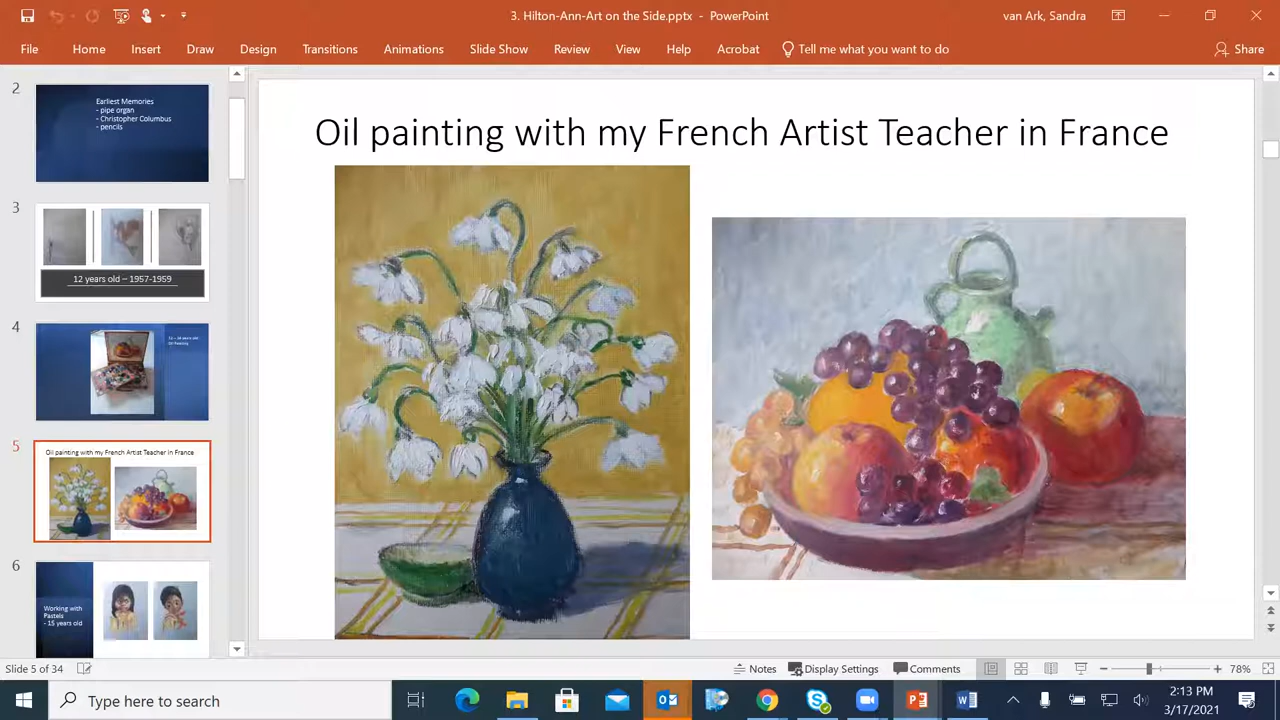 3. Hilton-Ann-Art on the Side.pptx - PowerPoint
van Ark, Sandra
File Home Insert Draw Design Transitions Animations Slide Show Review View Help Acrobat Tell me what you want to do Share
2
Earliest Memories
- pipe organ
- Christopher Columbus
- pencils
3
12 years old – 1957-1959
4
Oil Painting
5
Oil painting with my French Artist Teacher in France
6
Working with
Pastels
- 15 years old
Oil painting with my French Artist Teacher in France
Slide 5 of 34
Notes Display Settings Comments 78%
Type here to search
2:13 PM
3/17/2021